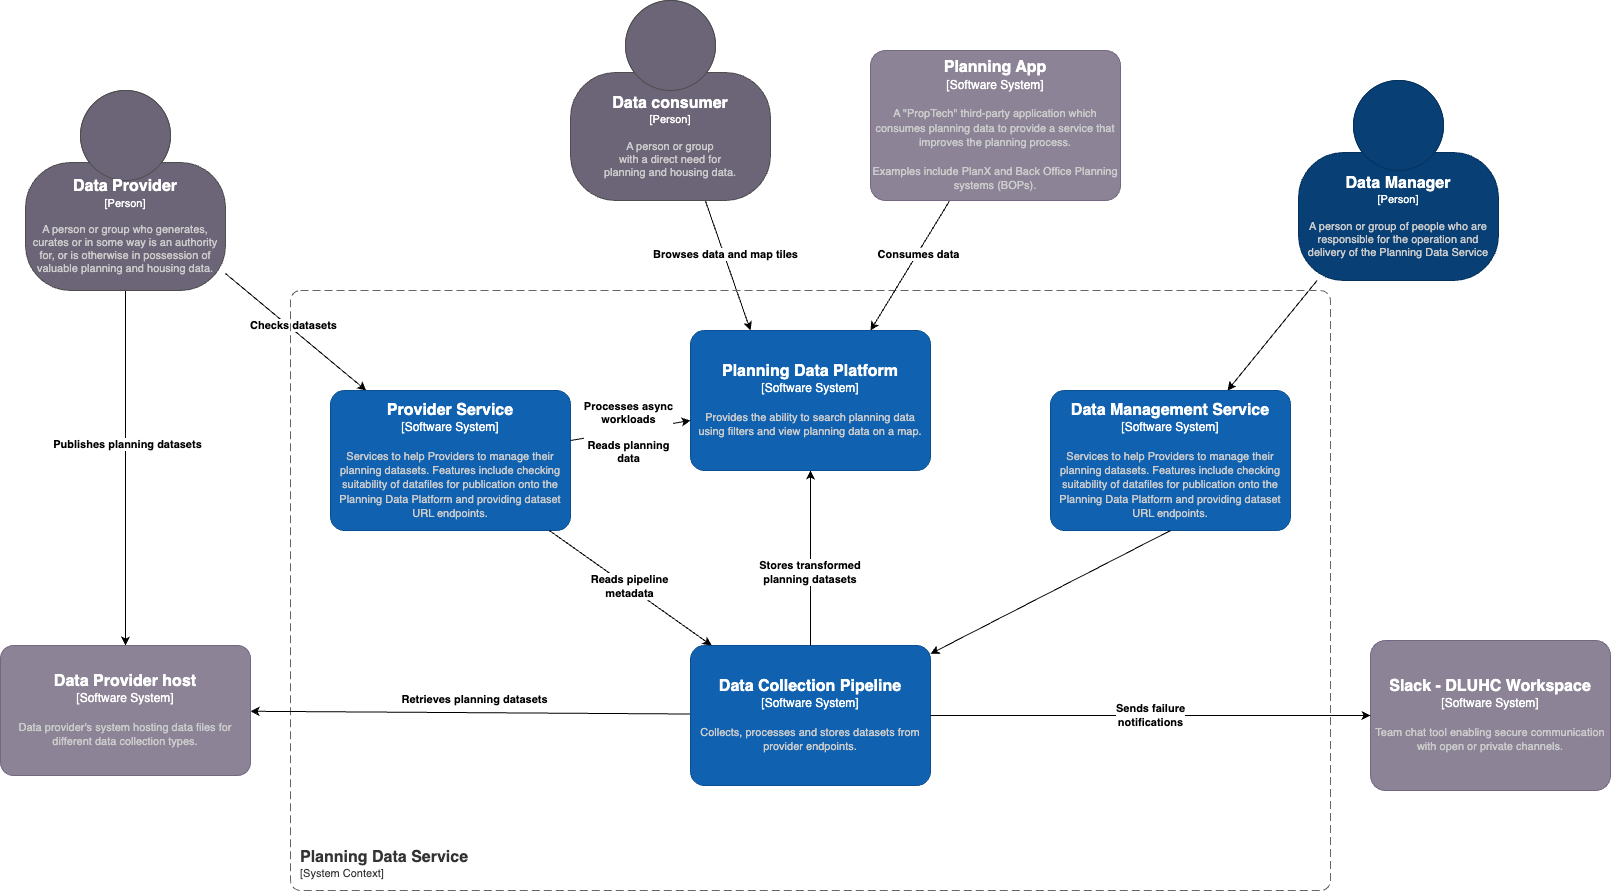 Data consumer
[Person]
A person or group
with a direct need for
planning and housing data.
Planning App
[Software System]
A "PropTech" third-party application which
consumes planning data to provide a service that
improves the planning process.
Examples include PlanX and Back Office Planning
systems (BOPs).
Data Provider
[Person]
A person or group who generates,
curates or in some way is an authority
for, or is otherwise in possession of
valuable planning and housing data.
Data Manager
[Person]
A person or group of people who are
responsible for the operation and
delivery of the Planning Data Service
Browses data and map tiles
Consumes data
Checks datasets
Publishes planning datasets
Planning Data Platform
[Software System]
Provides the ability to search planning data
using filters and view planning data on a map.
Provider Service
[Software System]
Services to help Providers to manage their
planning datasets. Features include checking
suitability of datafiles for publication onto the
Planning Data Platform and providing dataset
URL endpoints.
Processes async
workloads
Reads planning
data
Data Management Service
[Software System]
Services to help Providers to manage their
planning datasets. Features include checking
suitability of datafiles for publication onto the
Planning Data Platform and providing dataset
URL endpoints.
Reads pipeline
metadata
Stores transformed
planning datasets
Data Provider host
[Software System]
Data provider's system hosting data files for
different data collection types.
Retrieves planning datasets
Data Collection Pipeline
[Software System]
Collects, processes and stores datasets from
provider endpoints.
Sends failure
notifications
Slack - DLUHC Workspace
[Software System]
Team chat tool enabling secure communication
with open or private channels.
Planning Data Service
[System Context]